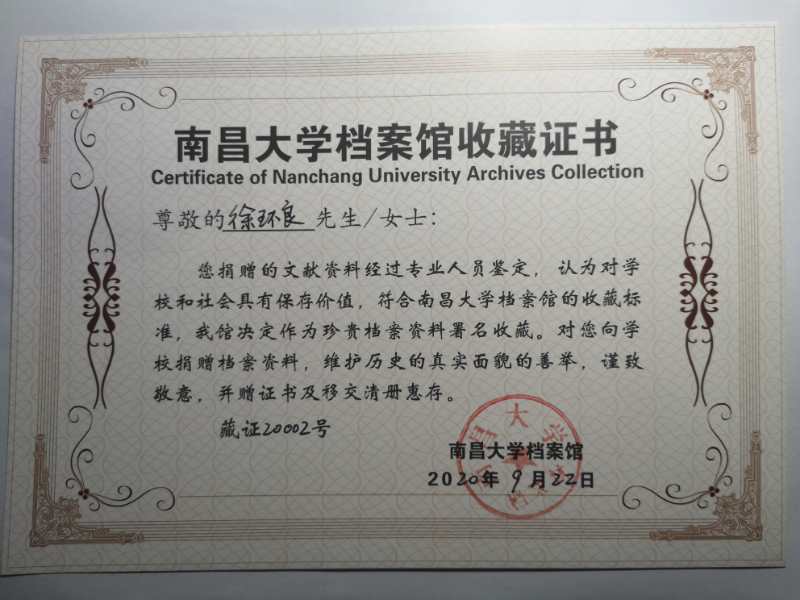 南昌大学档案馆收藏证书
Certificate of Nanchang University Archives Collection
尊敬的徐环良先生/女士:
您捐赠的文献资料经过专业人员鉴定，认为对学
校和社会具有保存价值，符合南昌大学档案馆的收藏标
准，我馆决定作为珍贵档案资料署名收藏。对您向学
校捐赠档案资料，维护历史的真实面貌的善举，谨致
敬意，并赠证书及移交清册惠存。
藏证20002号
南昌大学档案馆
2020年9月22日
南昌大学